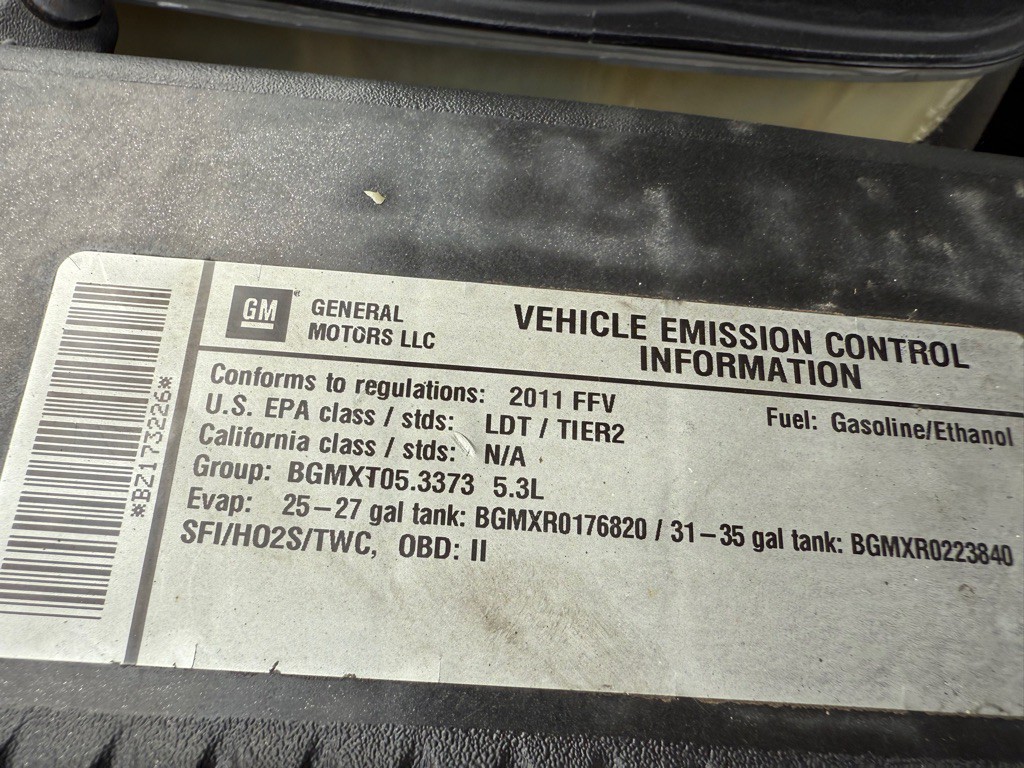 *BZ173226*
GM
GENERAL
MOTORS LLC
VEHICLE EMISSION CONTROL
INFORMATION
Conforms to regulations: 2011 FFV
Fuel: Gasoline/Ethanol
U.S. EPA class / stds: LDT / TIER2
California class / stds: N/A
Group: BGMXT05.3373 5.3L
Evap: 25–27 gal tank: BGMXR0176820 / 31–35 gal tank: BGMXR0223840
SFI/HO2S/TWC, OBD: II